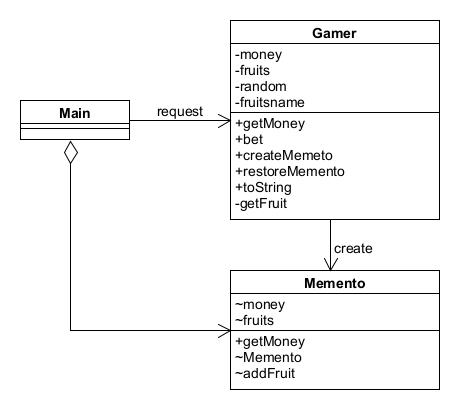 Gamer
-money
-fruits
-random
-fruitsname
+getMoney
+bet
+createMemeto
+restoreMemento
+toString
-getFruit
Main
request
create
Memento
~money
~fruits
+getMoney
~Memento
~addFruit